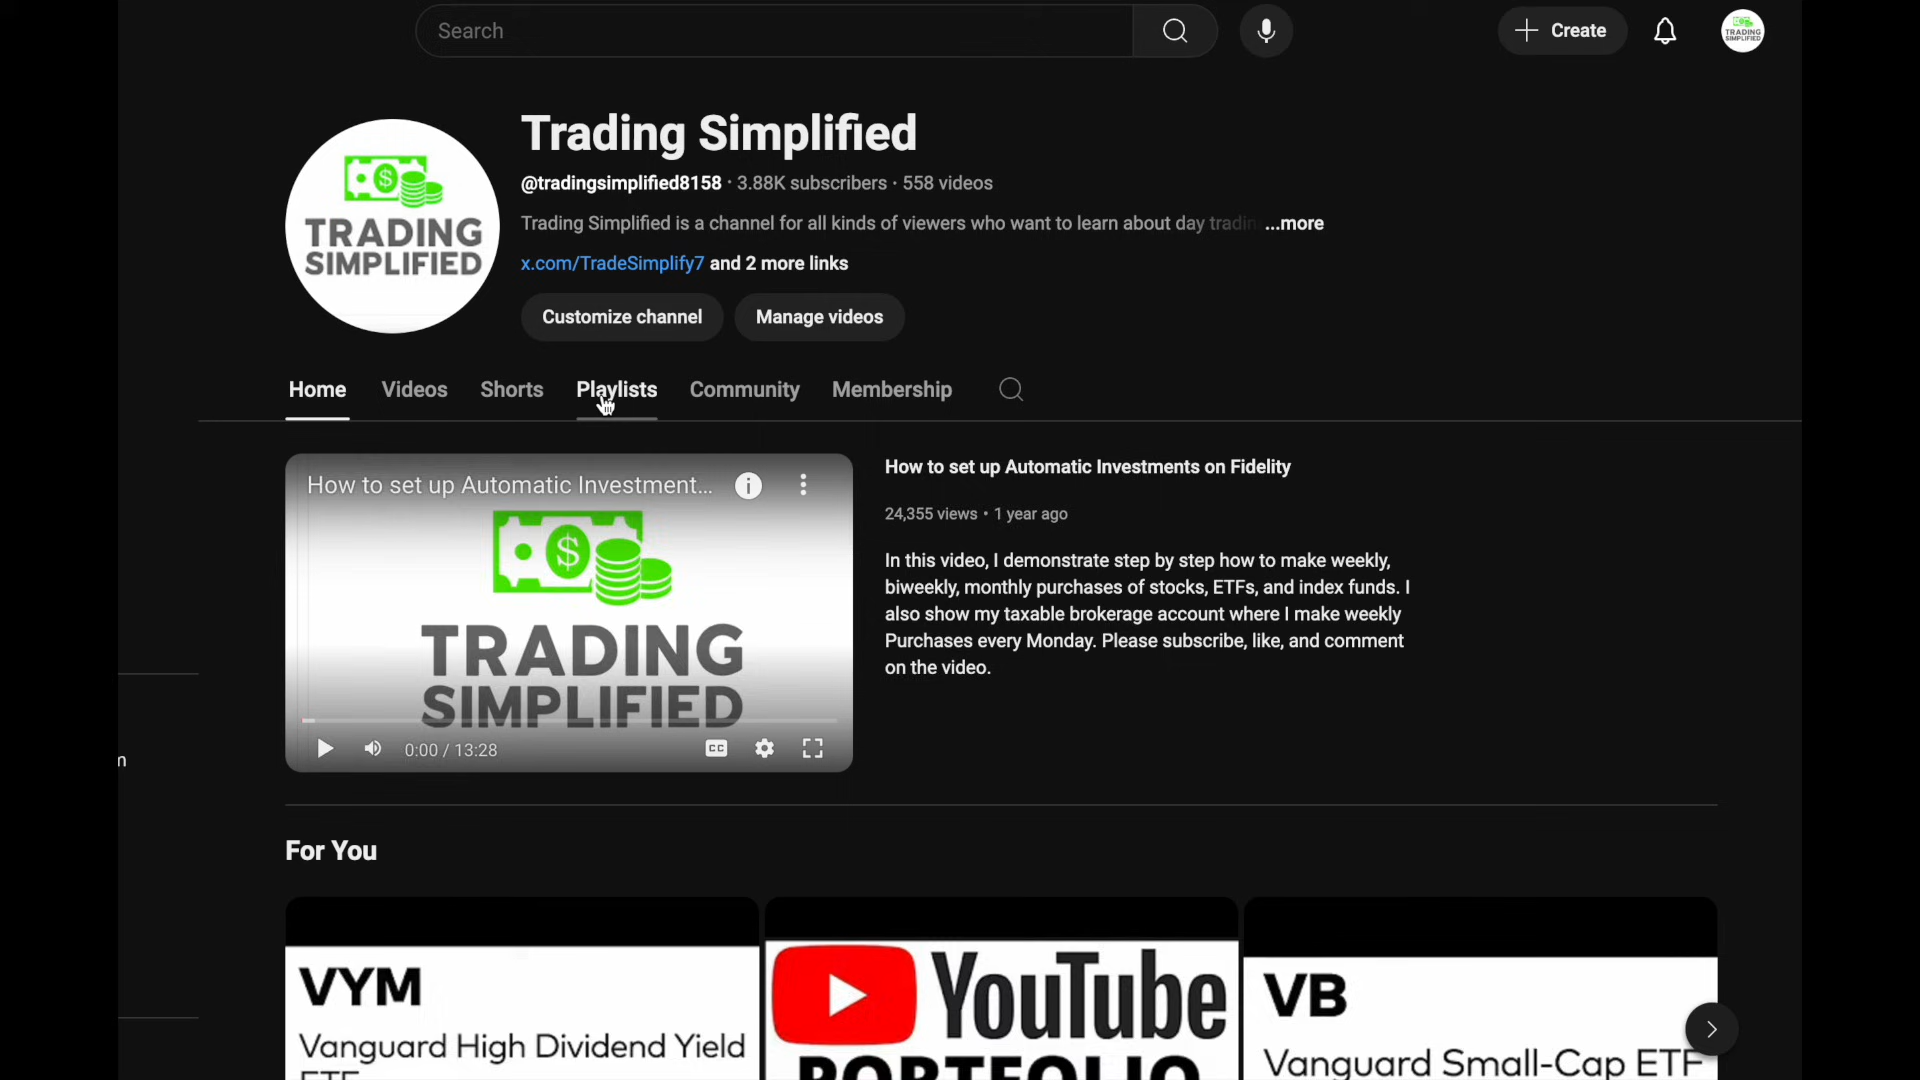 Search
Create
TRADING
SIMPLIFIED
Trading Simplified
@tradingsimplified8158 · 3.88K subscribers · 558 videos
Trading Simplified is a channel for all kinds of viewers who want to learn about day ...more
x.com/TradeSimplify7 and 2 more links
Customize channel Manage videos
TRADING
SIMPLIFIED
Home Videos Shorts Playlists Community Membership
How to set up Automatic Investment...
TRADING
SIMPLIFIED
0:00 / 13:28
CC
How to set up Automatic Investments on Fidelity
24,355 views • 1 year ago
In this video, I demonstrate step by step how to make weekly,
biweekly, monthly purchases of stocks, ETFs, and index funds. I
also show my taxable brokerage account where I make weekly
Purchases every Monday. Please subscribe, like, and comment
on the video.
For You
VYM
Vanguard High Dividend Yield
ETF
YouTube
PORTFOLIO
VB
Vanguard Small-Cap ETF